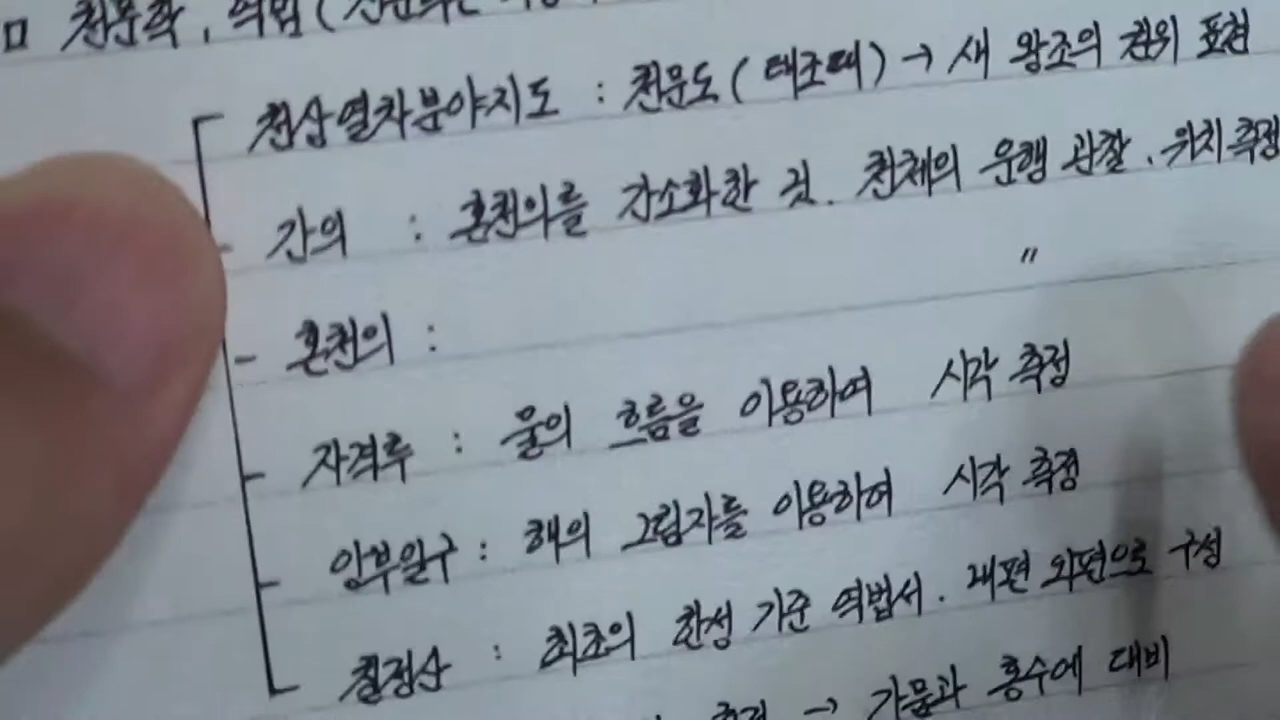 ㅁ 천문학, 역법 (천문학은
천상열차분야지도 : 천문도 (태조때) → 새 왕조의 권위 표현
간의 : 혼천의를 간소화한 것. 천체의 운행 관찰. 위치 측정
혼천의 : 〃
자격루 : 물의 흐름을 이용하여 시각 측정
앙부일구 : 해의 그림자를 이용하여 시각 측정
칠정산 : 최초의 한성 기준 역법서. 내편 외편으로 구성
측정 → 가뭄과 홍수에 대비